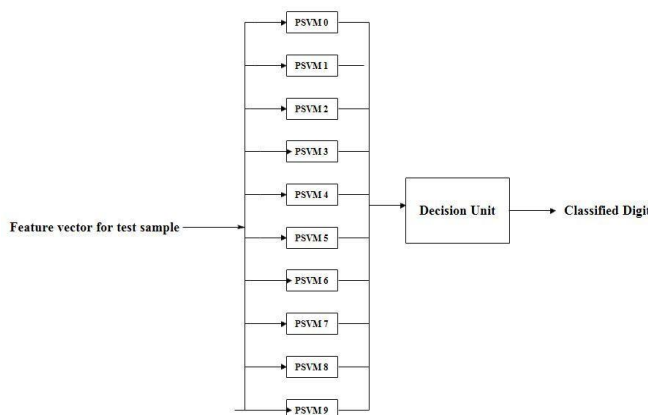 PSVM 0
PSVM 1
PSVM 2
PSVM 3
PSVM 4
Feature vector for test sample
PSVM 5
PSVM 6
PSVM 7
PSVM 8
PSVM 9
Decision Unit
Classified Digit